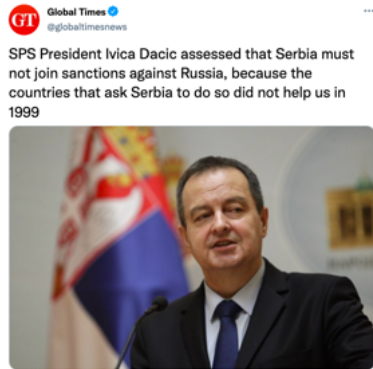 GT
Global Times
@globaltimesnews
SPS President Ivica Dacic assessed that Serbia must
not join sanctions against Russia, because the
countries that ask Serbia to do so did not help us in
1999